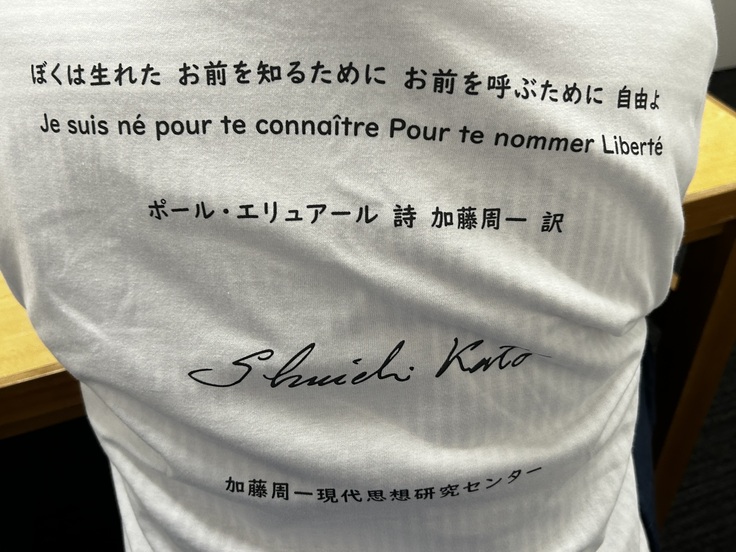 ぼくは生れた お前を知るために お前を呼ぶために 自由よ
Je suis né pour te connaître Pour te nommer Liberté
ポール・エリュアール 詩 加藤周一 訳
Shuichi Kato
加藤周一現代思想研究センター